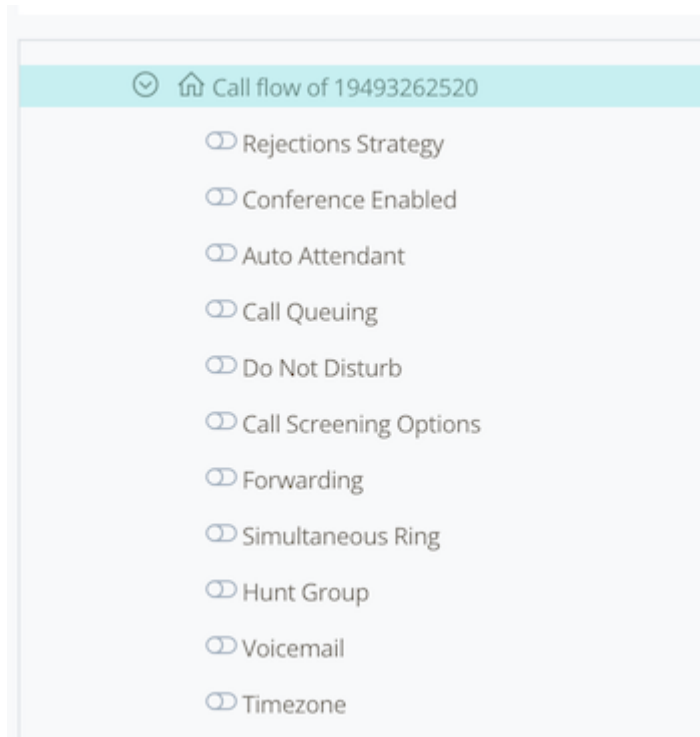 Call flow of 19493262520
Rejections Strategy
Conference Enabled
Auto Attendant
Call Queuing
Do Not Disturb
Call Screening Options
Forwarding
Simultaneous Ring
Hunt Group
Voicemail
Timezone